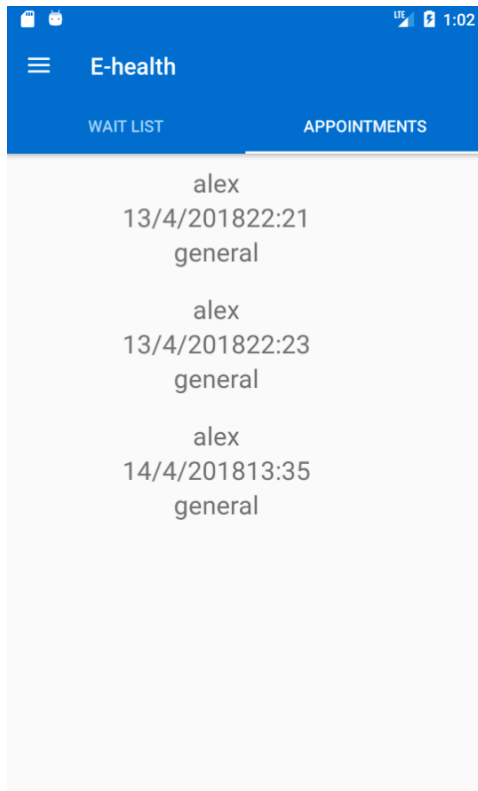 LTE 1:02
E-health
WAIT LIST APPOINTMENTS
alex
13/4/201822:21
general
alex
13/4/201822:23
general
alex
14/4/201813:35
general